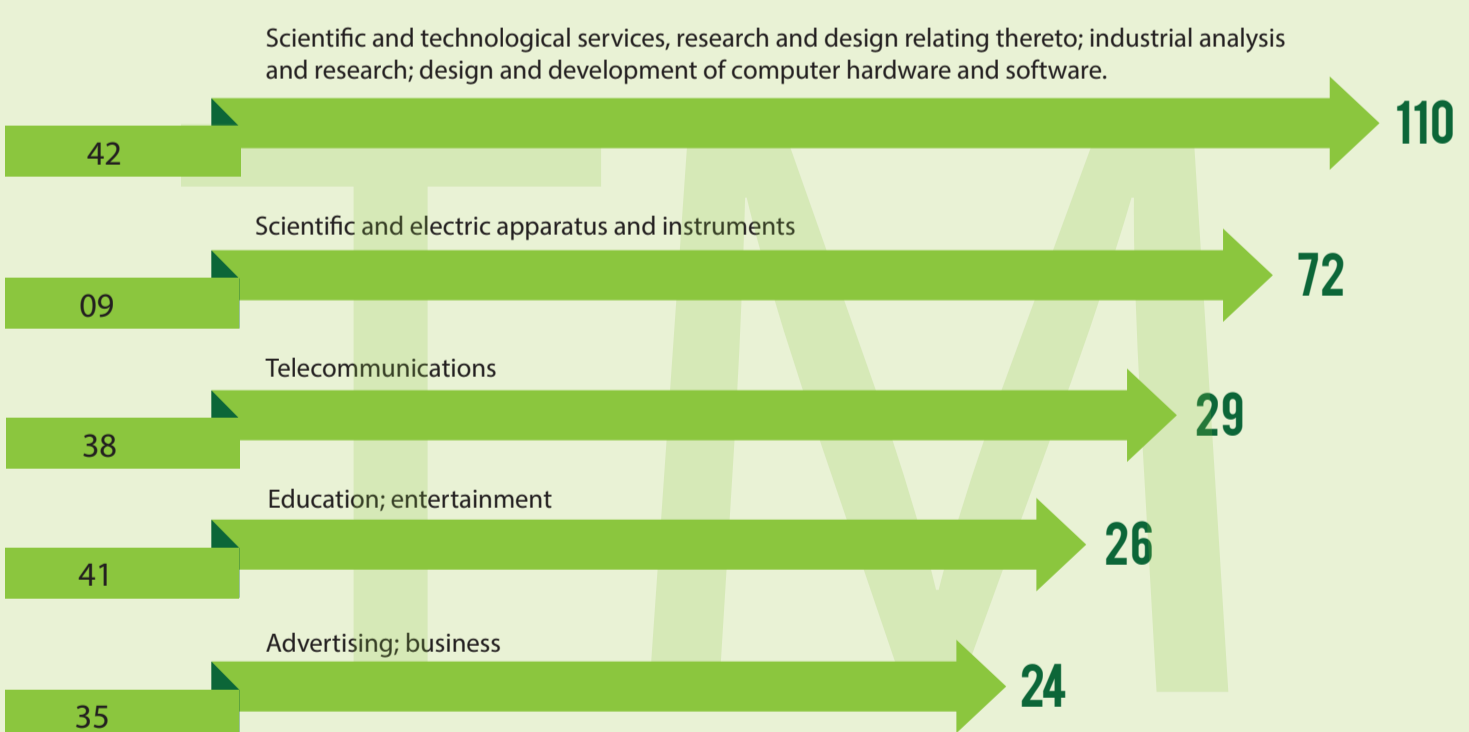 Scientific and technological services, research and design relating thereto; industrial analysis
and research; design and development of computer hardware and software.
110
42
Scientific and electric apparatus and instruments
72
09
Telecommunications
29
38
Education; entertainment
26
41
Advertising; business
24
35
TM